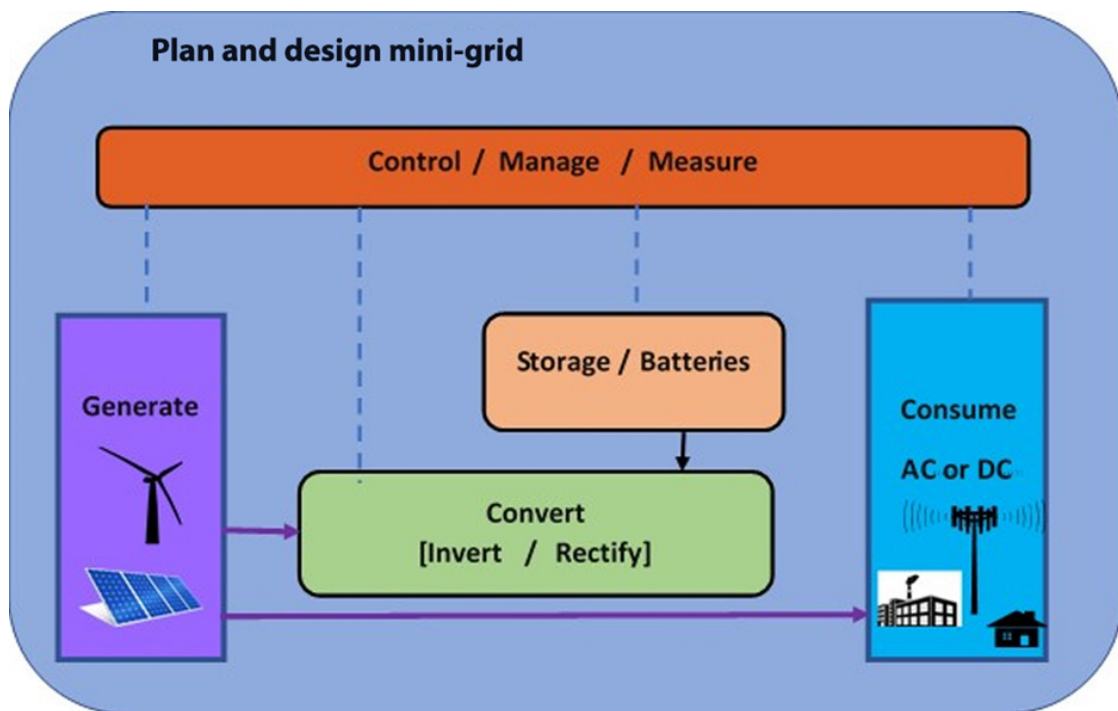 Plan and design mini-grid
Control / Manage / Measure
Storage / Batteries
Generate
Consume
AC or DC
Convert
[Invert / Rectify]